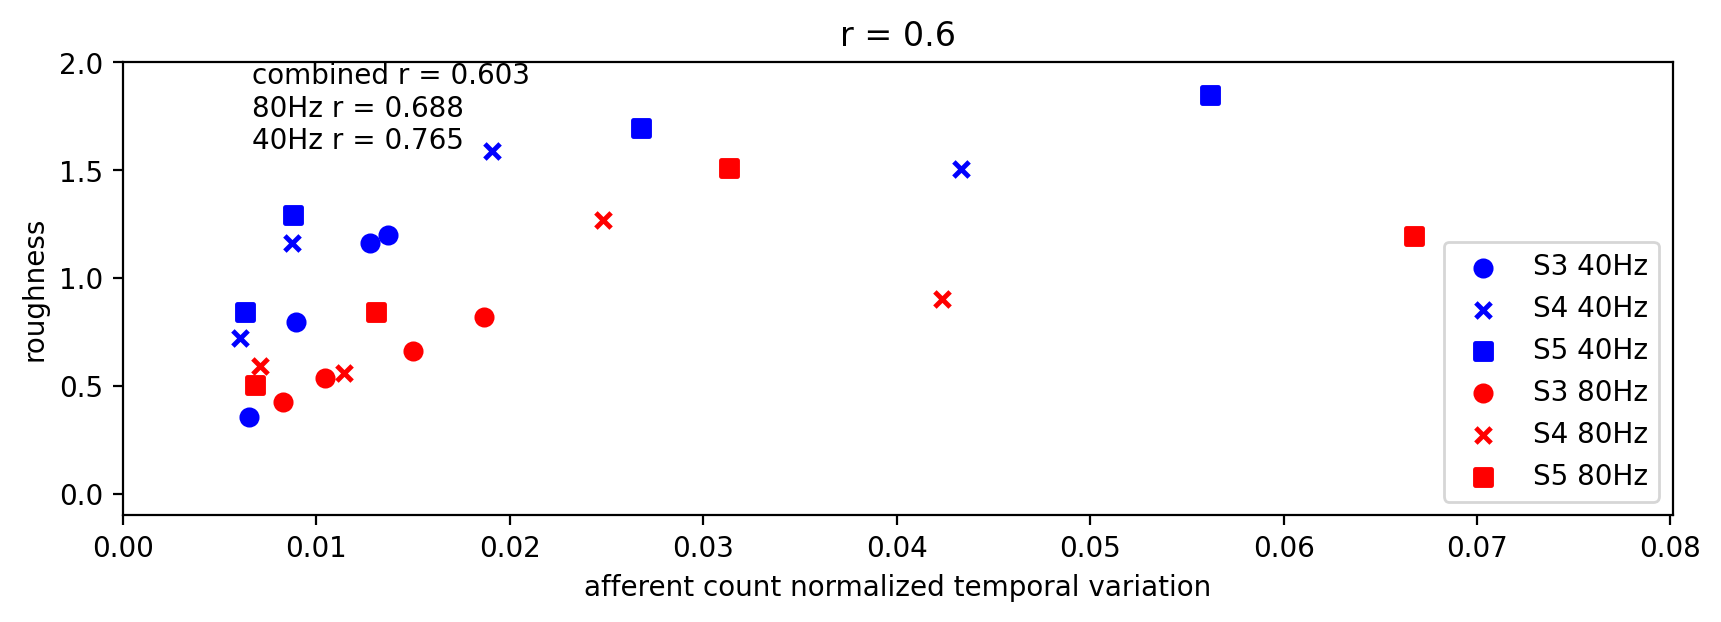 r = 0.6
combined r = 0.603
80Hz r = 0.688
40Hz r = 0.765
2.0
1.5
1.0
0.5
0.0
roughness
S3 40Hz
S4 40Hz
S5 40Hz
S3 80Hz
S4 80Hz
S5 80Hz
0.00 0.01 0.02 0.03 0.04 0.05 0.06 0.07 0.08
afferent count normalized temporal variation